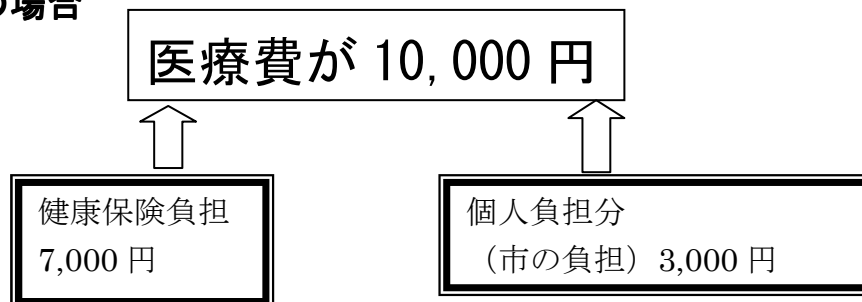 の場合
医療費が 10,000 円
健康保険負担
7,000 円
個人負担分
（市の負担）3,000 円